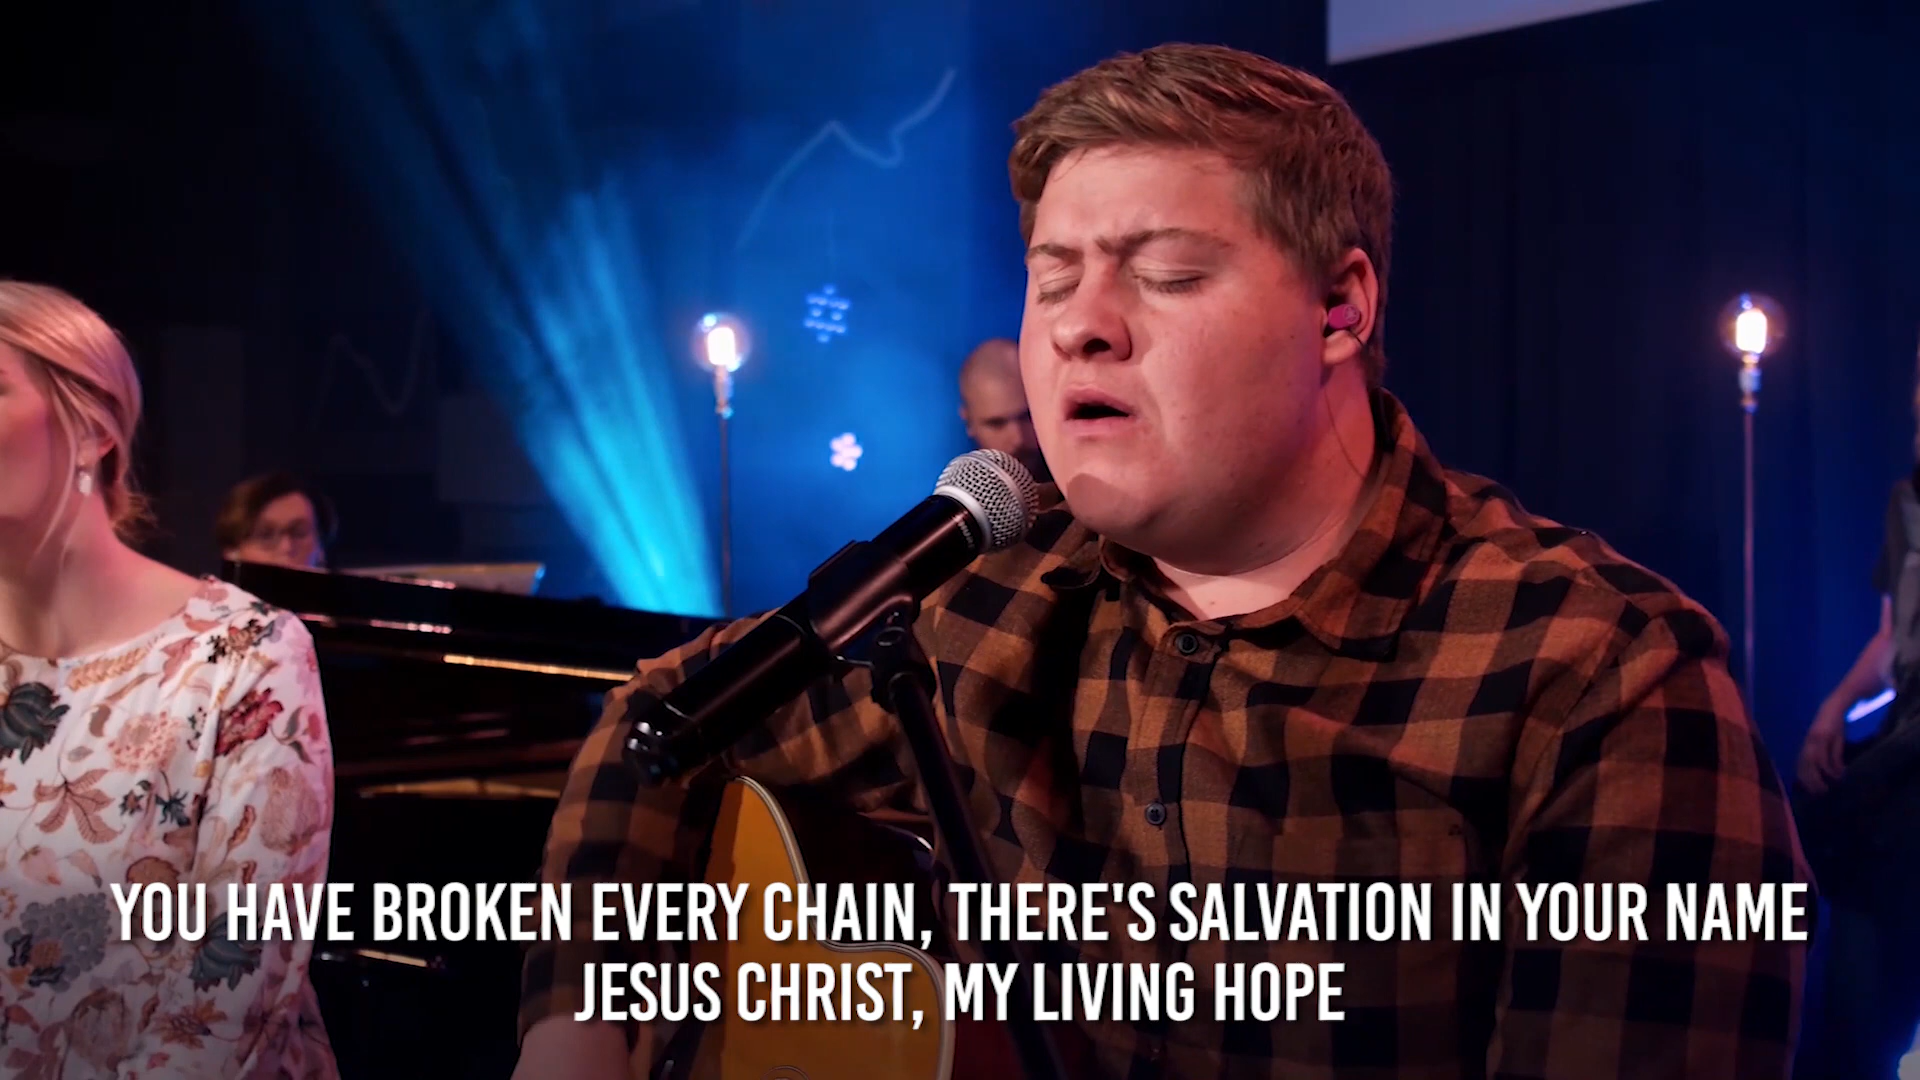 YOU HAVE BROKEN EVERY CHAIN, THERE'S SALVATION IN YOUR NAME
JESUS CHRIST, MY LIVING HOPE